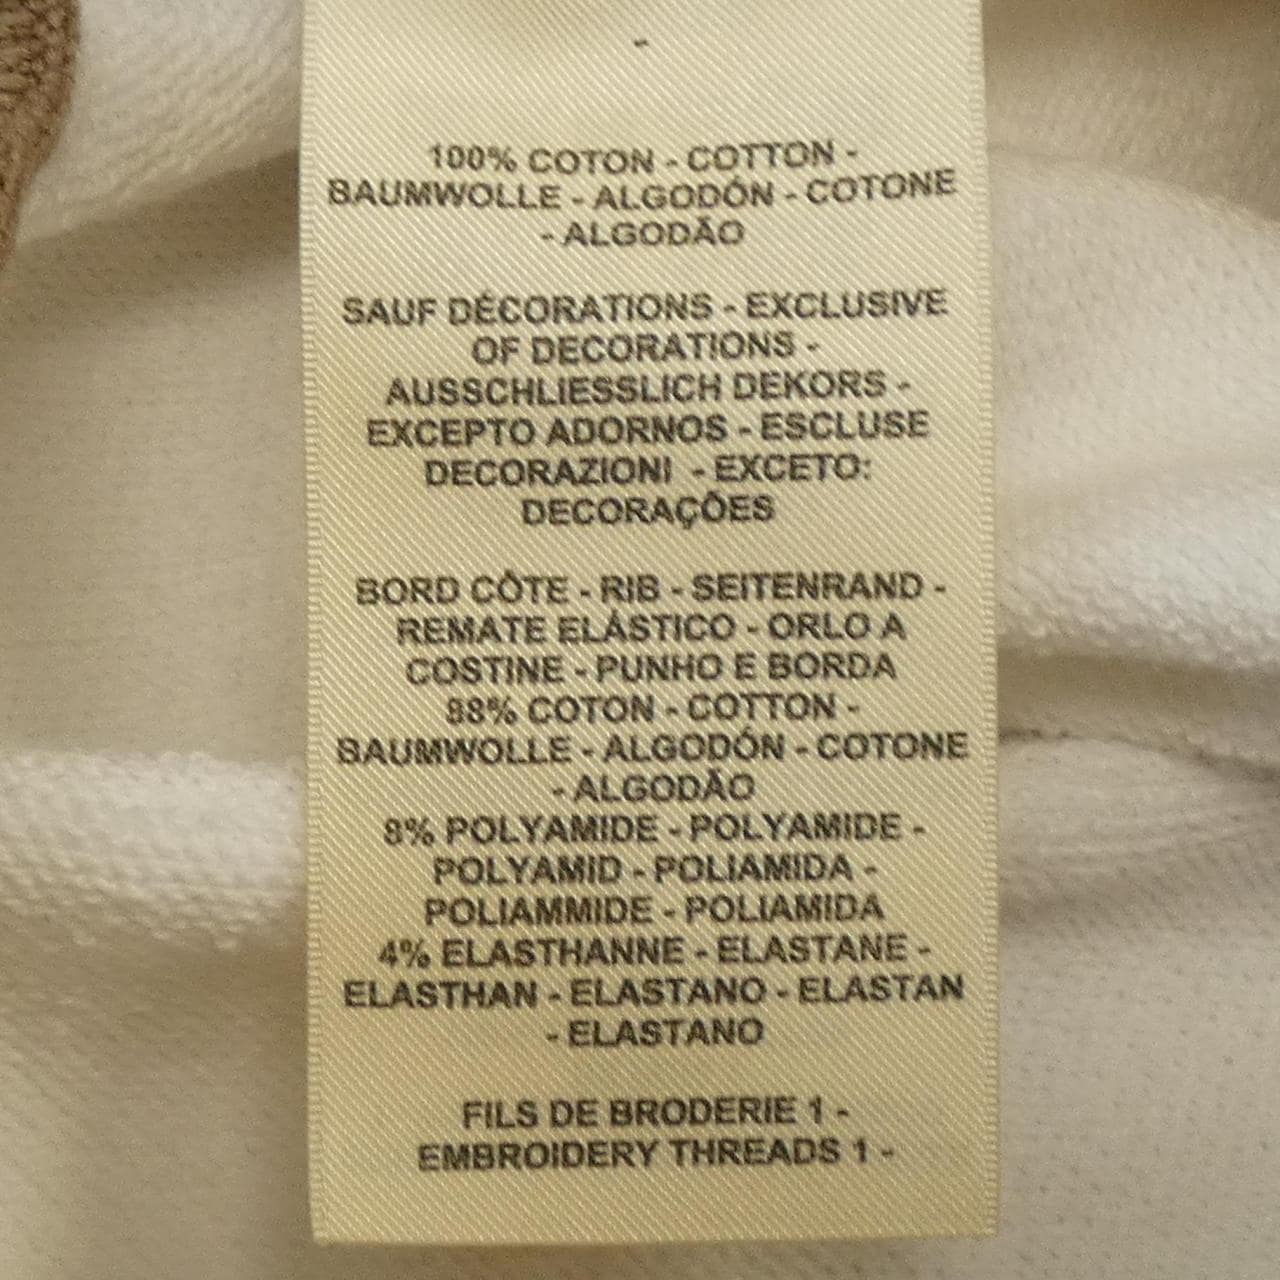 -
100% COTON - COTTON -
BAUMWOLLE - ALGODÓN - COTONE
- ALGODÃO
SAUF DÉCORATIONS - EXCLUSIVE
OF DECORATIONS -
AUSSCHLIESSLICH DEKORS -
EXCEPTO ADORNOS - ESCLUSE
DECORAZIONI - EXCETO:
DECORAÇÕES
BORD CÔTE - RIB - SEITENRAND -
REMATE ELÁSTICO - ORLO A
COSTINE - PUNHO E BORDA
88% COTON - COTTON -
BAUMWOLLE - ALGODÓN - COTONE
- ALGODÃO
8% POLYAMIDE - POLYAMIDE -
POLYAMID - POLIAMIDA -
POLIAMMIDE - POLIAMIDA
4% ELASTHANNE - ELASTANE -
ELASTHAN - ELASTANO - ELASTAN
- ELASTANO
FILS DE BRODERIE 1 -
EMBROIDERY THREADS 1 -